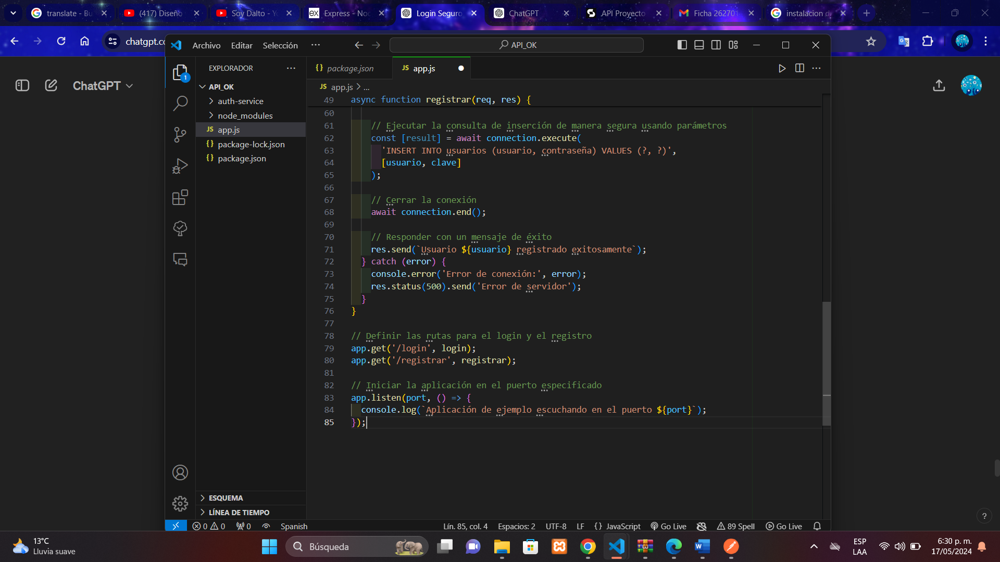 translate - Bu
(417) Diseño
Soy Dalto - Yo
Express - Noc
Login Seguro
ChatGPT
API Proyecto
Ficha 262701
instalacion de
chatgpt.co
ChatGPT
Archivo
Editar
Selección
API_OK
EXPLORADOR
API_OK
auth-service
node_modules
JS app.js
{} package-lock.json
{} package.json
ESQUEMA
LÍNEA DE TIEMPO
{} package.json
JS app.js
JS app.js > ...
49 async function registrar(req, res) {
60
61 // Ejecutar la consulta de inserción de manera segura usando parámetros
62 const [result] = await connection.execute(
63 'INSERT INTO usuarios (usuario, contraseña) VALUES (?, ?)',
64 [usuario, clave]
65 );
66
67 // Cerrar la conexión
68 await connection.end();
69
70 // Responder con un mensaje de éxito
71 res.send(`Usuario ${usuario} registrado exitosamente`);
72 } catch (error) {
73 console.error('Error de conexión:', error);
74 res.status(500).send('Error de servidor');
75 }
76 }
77
78 // Definir las rutas para el login y el registro
79 app.get('/login', login);
80 app.get('/registrar', registrar);
81
82 // Iniciar la aplicación en el puerto especificado
83 app.listen(port, () => {
84 console.log(`Aplicación de ejemplo escuchando en el puerto ${port}`);
85 });
0 0
0
Spanish
Lín. 85, col. 4
Espacios: 2
UTF-8
LF
{} JavaScript
Go Live
89 Spell
Go Live
13°C
Lluvia suave
Búsqueda
ESP
LAA
6:30 p. m.
17/05/2024